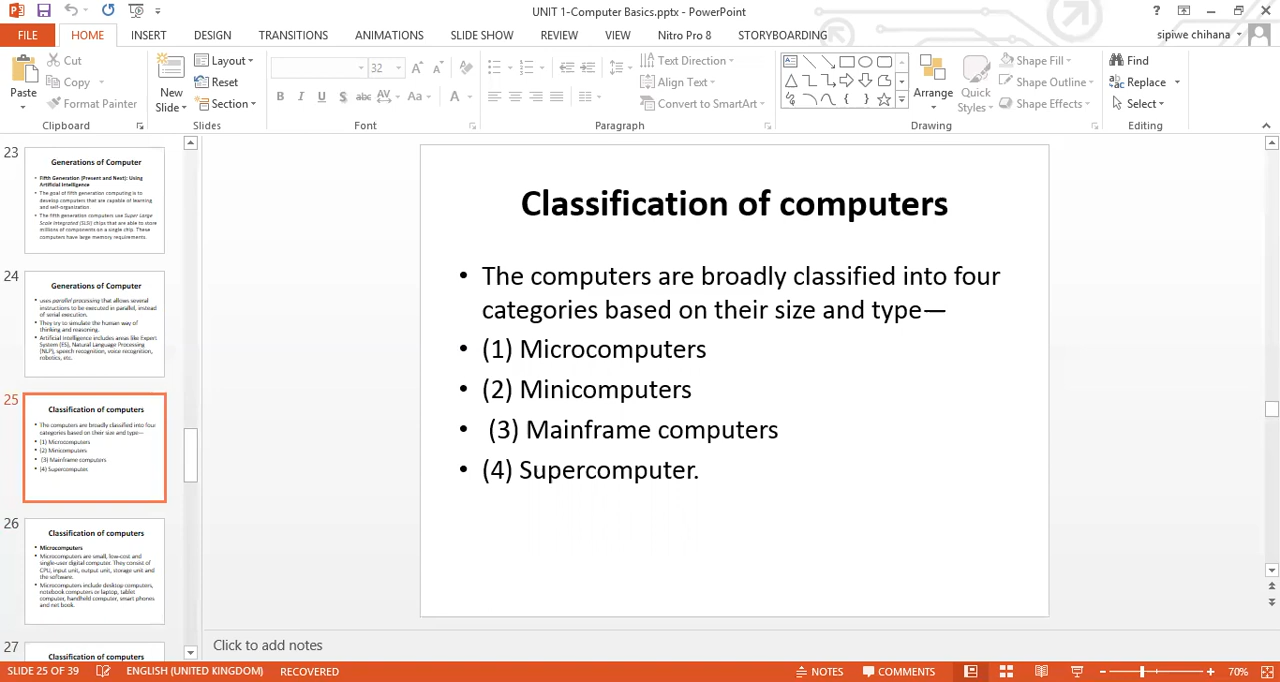 UNIT 1-Computer Basics.pptx - PowerPoint
FILE HOME INSERT DESIGN TRANSITIONS ANIMATIONS SLIDE SHOW REVIEW VIEW Nitro Pro 8 STORYBOARDING sipiwe chihana
Paste
Cut
Copy
Format Painter
Clipboard
New
Slide
Layout
Reset
Section
Slides
32
B I U S abc AV Aa A
Font
Text Direction
Align Text
Convert to SmartArt
Paragraph
Arrange
Quick
Styles
Shape Fill
Shape Outline
Shape Effects
Drawing
Find
Replace
Select
Editing
23
Generations of Computer
• Fifth Generation (Present and Next): Using
Artificial Intelligence
• The goal of fifth generation computing is to
develop computers that are capable of learning
and self-organization.
• The fifth generation computers use Super Large
Scale Integrated (SLSI) chips that are able to store
millions of components on a single chip. These
computers have large memory requirements.
24
Generations of Computer
• uses parallel processing that allows several
instructions to be executed in parallel, instead
of serial execution.
• They try to simulate the human way of
thinking and reasoning.
• Artificial Intelligence includes areas like Expert
System (ES), Natural Language Processing
(NLP), speech recognition, voice recognition,
robotics, etc.
25
Classification of computers
• The computers are broadly classified into four
categories based on their size and type—
• (1) Microcomputers
• (2) Minicomputers
• (3) Mainframe computers
• (4) Supercomputer.
26
Classification of computers
• Microcomputers
• Microcomputers are small, low-cost and
single-user digital computer. They consist of
CPU, input unit, output unit, storage unit and
the software.
• Microcomputers include desktop computers,
notebook computers or laptop, tablet
computer, handheld computer, smart phones
and net book.
27
Classification of computers
Classification of computers
• The computers are broadly classified into four
categories based on their size and type—
• (1) Microcomputers
• (2) Minicomputers
• (3) Mainframe computers
• (4) Supercomputer.
Click to add notes
SLIDE 25 OF 39 ENGLISH (UNITED KINGDOM) RECOVERED NOTES COMMENTS 70%